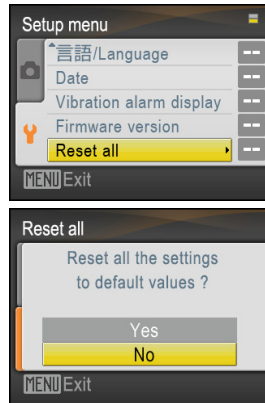 Setup menu
言語/Language
--
Date
--
Vibration alarm display
--
Firmware version
--
Reset all
--
MENU Exit
Reset all
Reset all the settings
to default values ?
Yes
No
MENU Exit